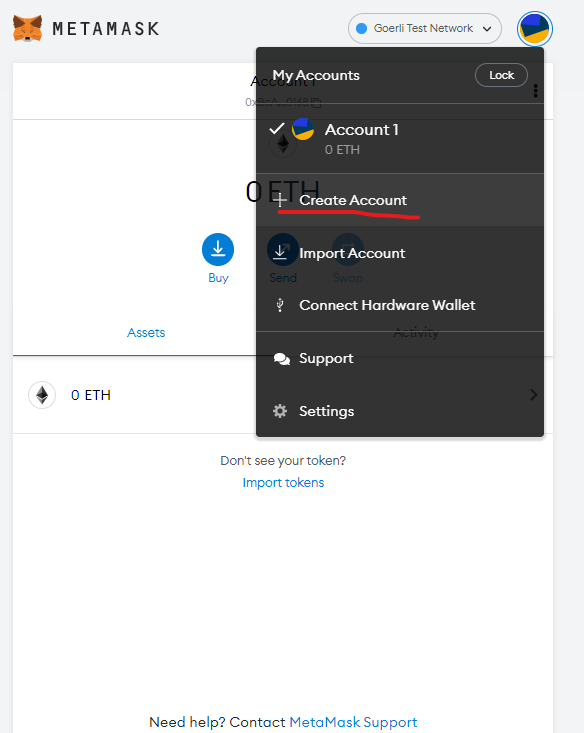 METAMASK
Goerli Test Network
My Accounts
Lock
Account 1
Account 1
0 ETH
0 ETH
Create Account
Import Account
Connect Hardware Wallet
Buy
Send
Swap
Assets
Activity
Support
Settings
0 ETH
Don't see your token?
Import tokens
Need help? Contact MetaMask Support